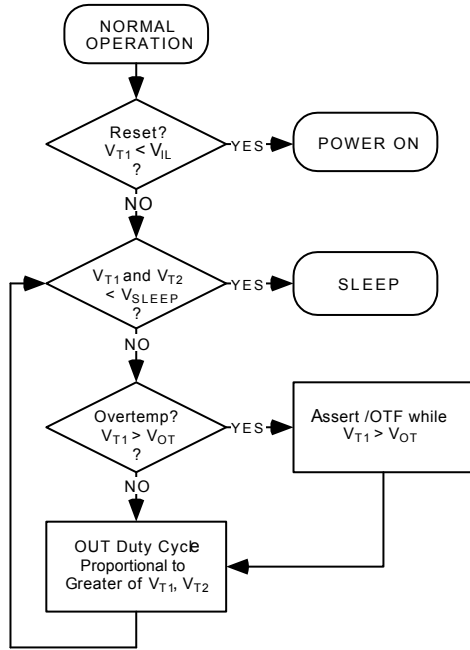 NORMAL
OPERATION
Reset?
V_T1 < V_IL
?
YES
POWER ON
NO
V_T1 and V_T2
< V_SLEEP
?
YES
SLEEP
NO
Overtemp?
V_T1 > V_OT
?
YES
Assert /OTF while
V_T1 > V_OT
NO
OUT Duty Cycle
Proportional to
Greater of V_T1, V_T2